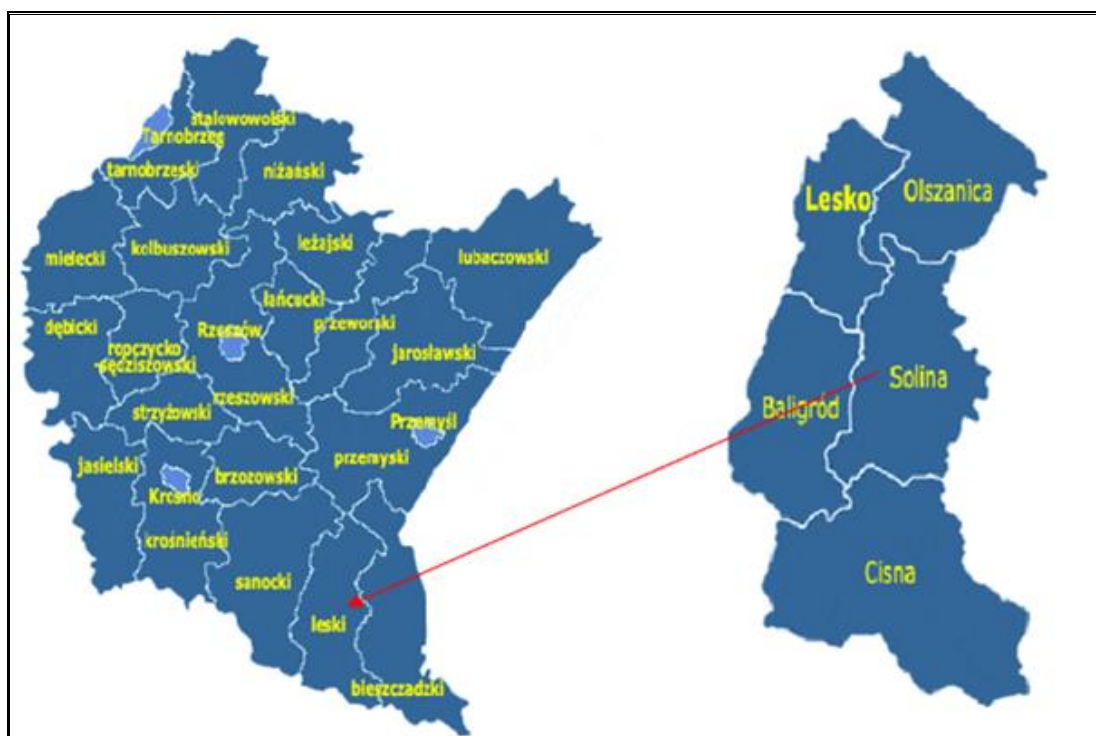 stalowowolski
Tarnobrzeg
tarnobrzeski
niżański
kolbuszowski
leżajski
mielecki
lubaczowski
łańcucki
dębicki
Rzeszów
przeworski
ropczycko
-sędziszowski
jarosławski
rzeszowski
strzyżowski
Przemyśl
jasielski
brzozowski
przemyski
Krosno
krośnieński
sanocki
leski
bieszczadzki
Lesko
Olszanica
Solina
Baligród
Cisna